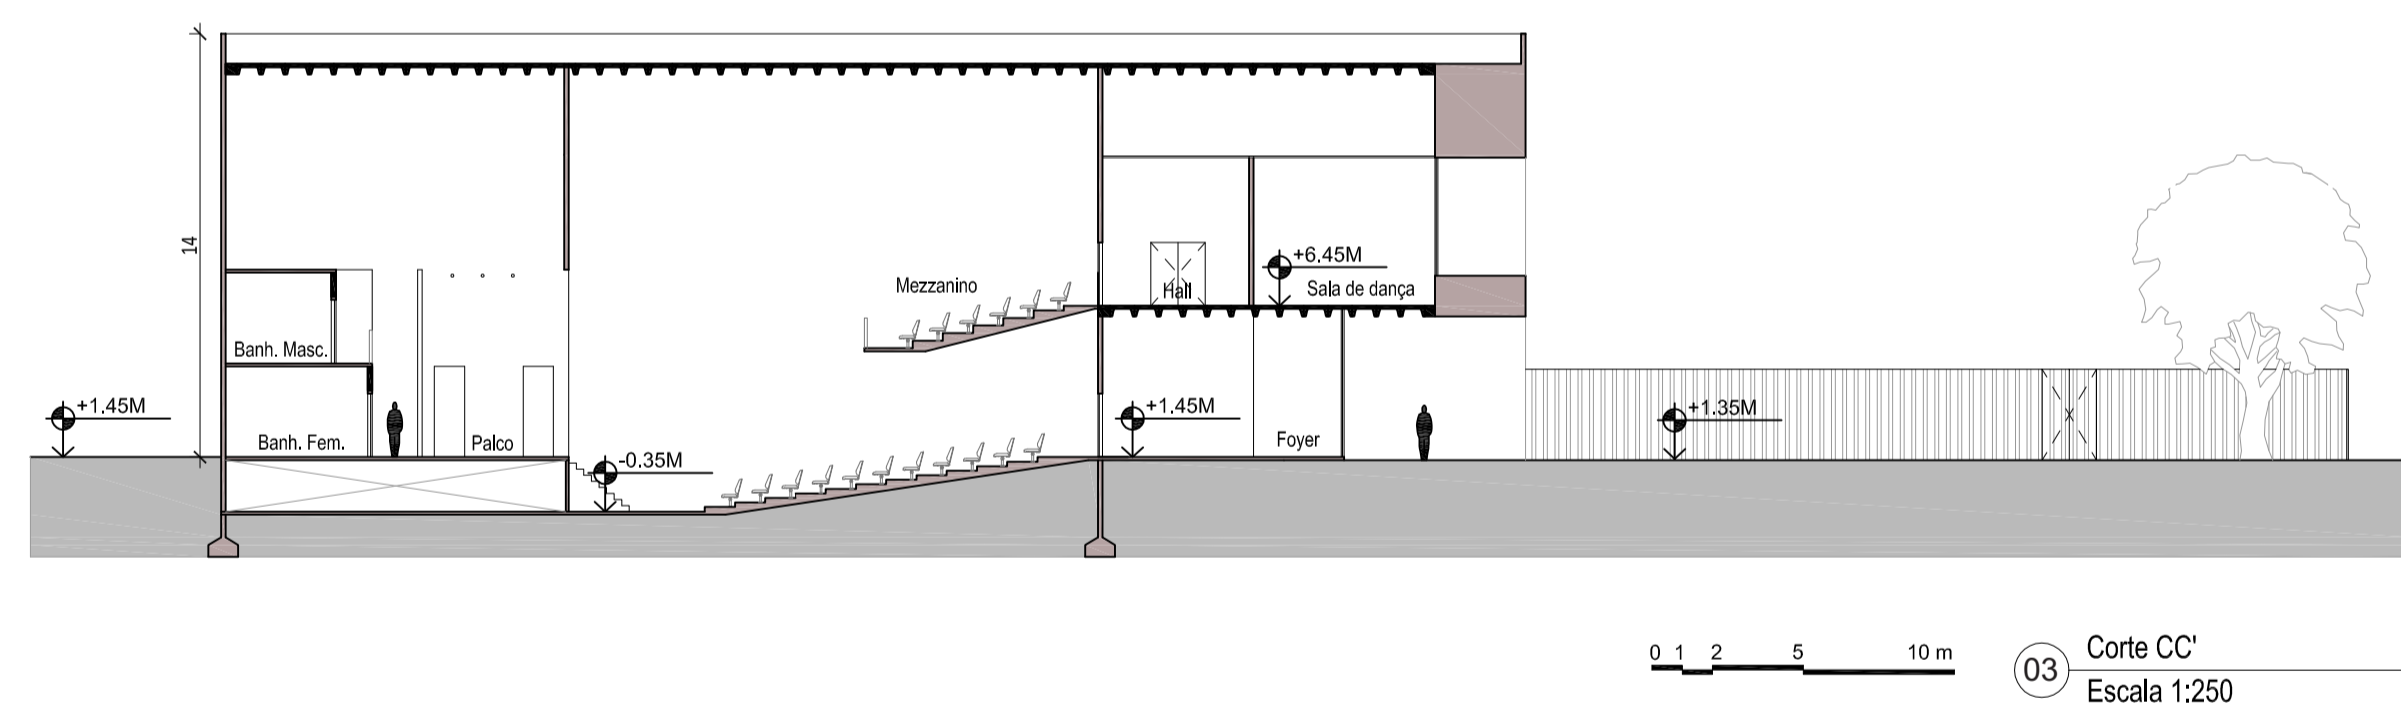 14
+6.45M
Mezzanino
Hall
Sala de dança
Banh. Masc.
+1.45M
+1.45M
+1.35M
Banh. Fem.
Palco
Foyer
-0.35M
0 1 2 5 10 m
03
Corte CC'
Escala 1:250